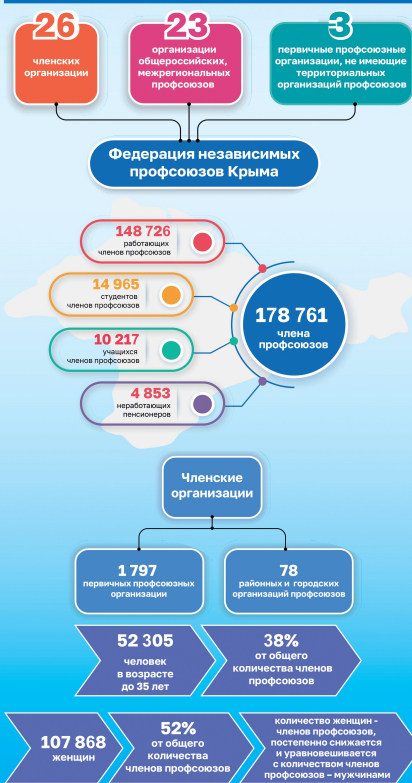 26
членских
организации
23
организации
общероссийских,
межрегиональных
профсоюзов
3
первичные профсоюзные
организации, не имеющие
территориальных
организаций профсоюзов
Федерация независимых
профсоюзов Крыма
148 726
работающих
членов профсоюзов
14 965
студентов
членов профсоюзов
10 217
учащихся
членов профсоюзов
4 853
неработающих
пенсионеров
178 761
члена
профсоюзов
Членские
организации
1 797
первичных профсоюзных
организации
78
районных и городских
организаций профсоюзов
52 305
человек
в возрасте
до 35 лет
38%
от общего
количества членов
профсоюзов
107 868
женщин
52%
от общего
количества
членов профсоюзов
количество женщин -
членов профсоюзов,
постепенно снижается
и уравновешивается
с количеством членов
профсоюзов – мужчинами